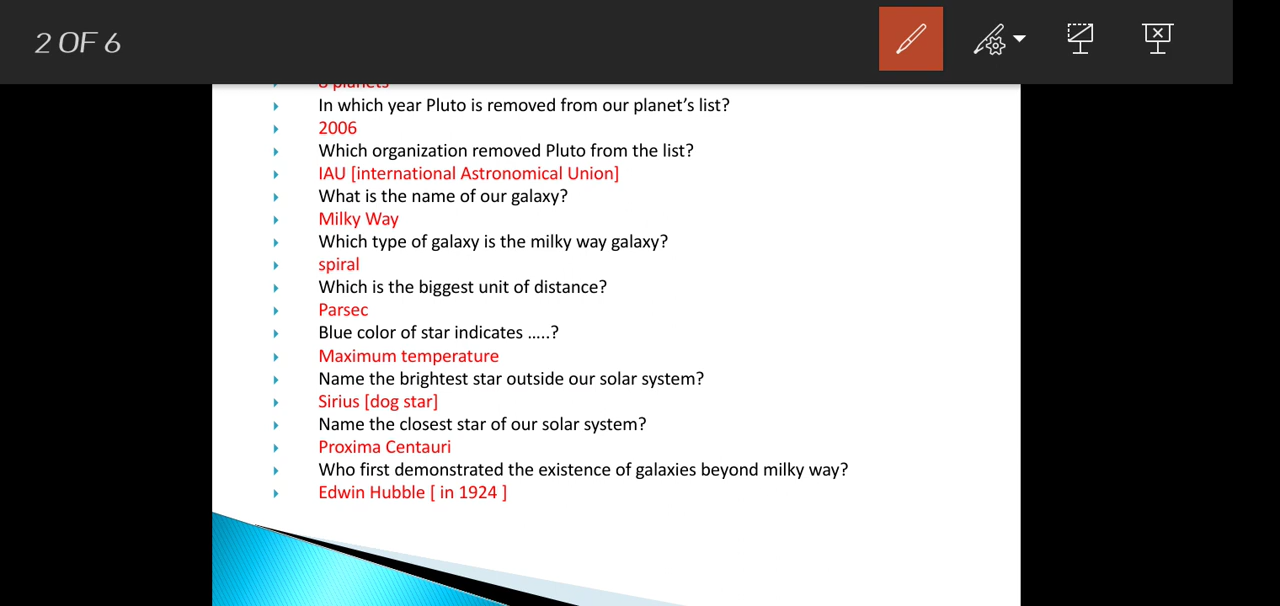 2 OF 6
8 planets
In which year Pluto is removed from our planet’s list?
2006
Which organization removed Pluto from the list?
IAU [international Astronomical Union]
What is the name of our galaxy?
Milky Way
Which type of galaxy is the milky way galaxy?
spiral
Which is the biggest unit of distance?
Parsec
Blue color of star indicates .....?
Maximum temperature
Name the brightest star outside our solar system?
Sirius [dog star]
Name the closest star of our solar system?
Proxima Centauri
Who first demonstrated the existence of galaxies beyond milky way?
Edwin Hubble [ in 1924 ]